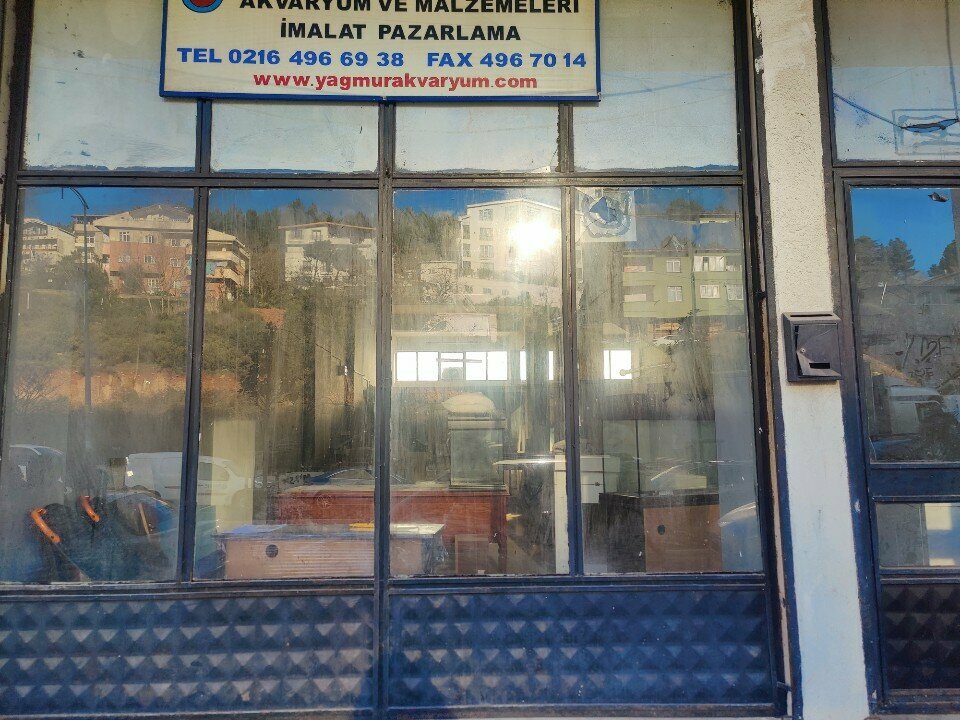 AKVARYUM VE MALZEMELERİ
İMALAT PAZARLAMA
TEL 0216 496 69 38 FAX 496 70 14
www.yagmurakvaryum.com